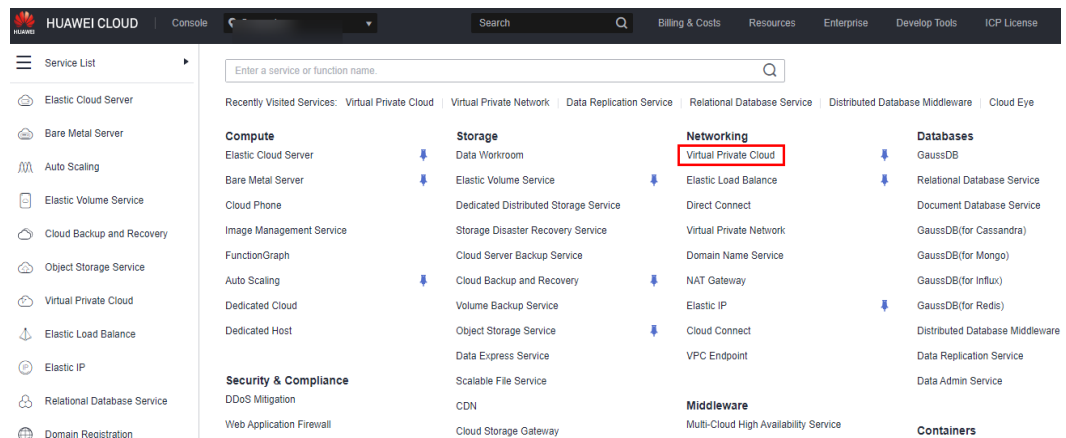 HUAWEI
HUAWEI CLOUD
Console
Search
Billing & Costs
Resources
Enterprise
Develop Tools
ICP License
Service List
Elastic Cloud Server
Bare Metal Server
Auto Scaling
Elastic Volume Service
Cloud Backup and Recovery
Object Storage Service
Virtual Private Cloud
Elastic Load Balance
Elastic IP
Relational Database Service
Domain Registration
Enter a service or function name.
Recently Visited Services: Virtual Private Cloud | Virtual Private Network | Data Replication Service | Relational Database Service | Distributed Database Middleware | Cloud Eye
Compute
Elastic Cloud Server
Bare Metal Server
Cloud Phone
Image Management Service
FunctionGraph
Auto Scaling
Dedicated Cloud
Dedicated Host
Security & Compliance
DDoS Mitigation
Web Application Firewall
Storage
Data Workroom
Elastic Volume Service
Dedicated Distributed Storage Service
Storage Disaster Recovery Service
Cloud Server Backup Service
Cloud Backup and Recovery
Volume Backup Service
Object Storage Service
Data Express Service
Scalable File Service
CDN
Cloud Storage Gateway
Networking
Virtual Private Cloud
Elastic Load Balance
Direct Connect
Virtual Private Network
Domain Name Service
NAT Gateway
Elastic IP
Cloud Connect
VPC Endpoint
Middleware
Multi-Cloud High Availability Service
Databases
GaussDB
Relational Database Service
Document Database Service
GaussDB(for Cassandra)
GaussDB(for Mongo)
GaussDB(for Influx)
GaussDB(for Redis)
Distributed Database Middleware
Data Replication Service
Data Admin Service
Containers